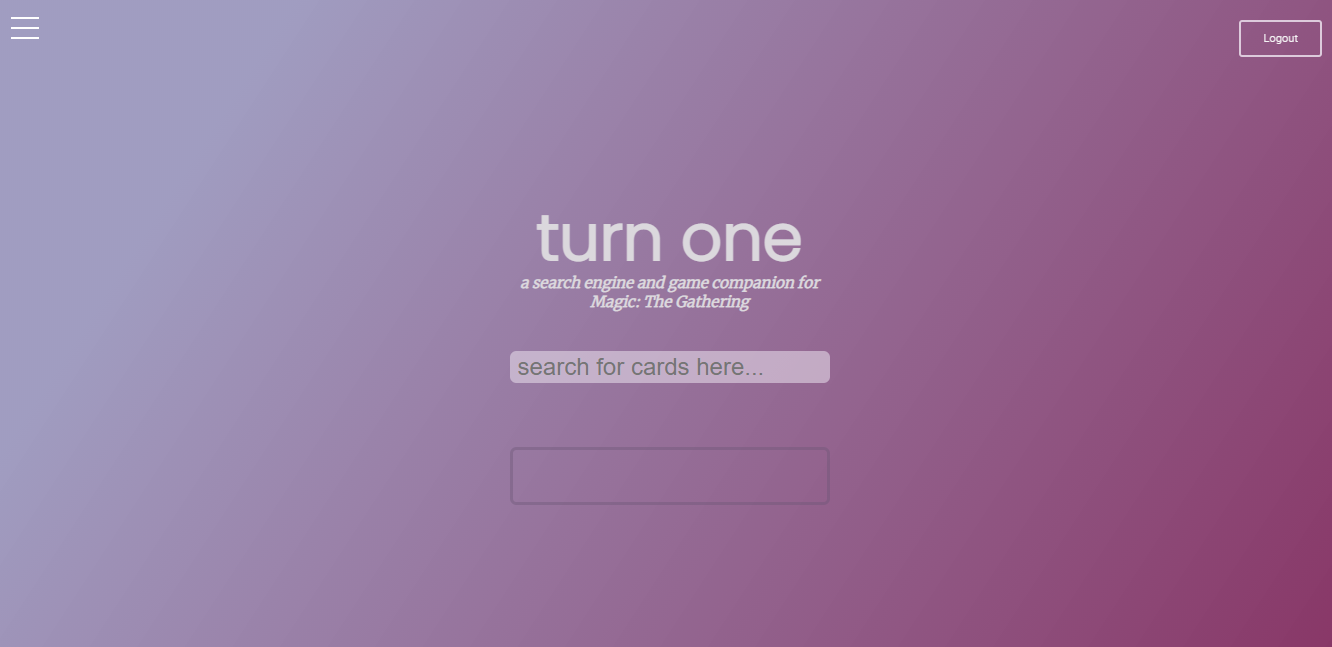 Logout
turn one
a search engine and game companion for
Magic: The Gathering
search for cards here...